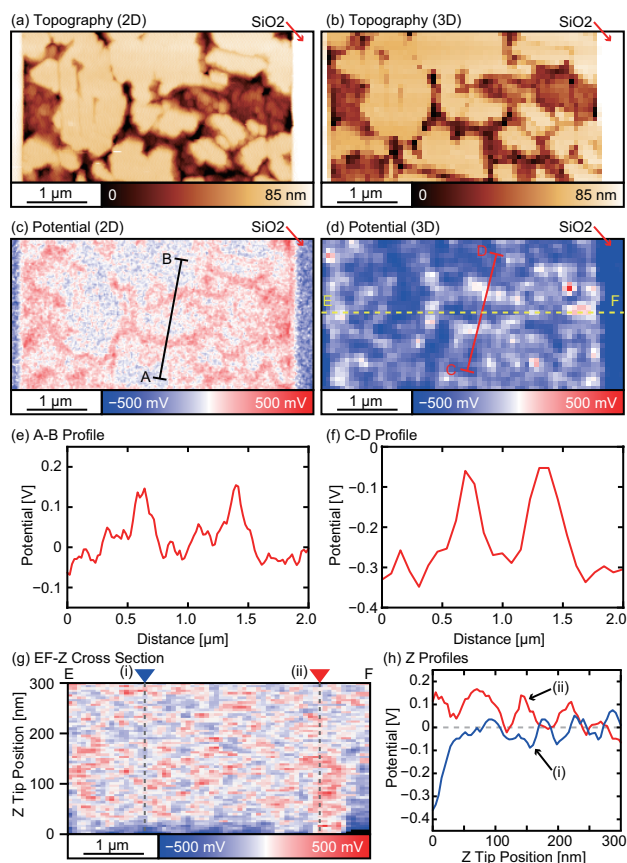 (a) Topography (2D) SiO2
(b) Topography (3D) SiO2
1 µm 0 85 nm
1 µm 0 85 nm
(c) Potential (2D) SiO2
(d) Potential (3D) SiO2
B
A
D
E F
C
1 µm −500 mV 500 mV
1 µm −500 mV 500 mV
(e) A-B Profile
Potential [V]
0.2
0.1
0
−0.1
0 0.5 1.0 1.5 2.0
Distance [µm]
(f) C-D Profile
Potential [V]
0
−0.1
−0.2
−0.3
−0.4
0 0.5 1.0 1.5 2.0
Distance [µm]
(g) EF-Z Cross Section
E (i) (ii) F
Z Tip Position [nm]
300
200
100
0
1 µm −500 mV 500 mV
(h) Z Profiles
Potential [V]
0.2
0.1
0
−0.1
−0.2
−0.3
−0.4
(ii)
(i)
0 100 200 300
Z Tip Position [nm]